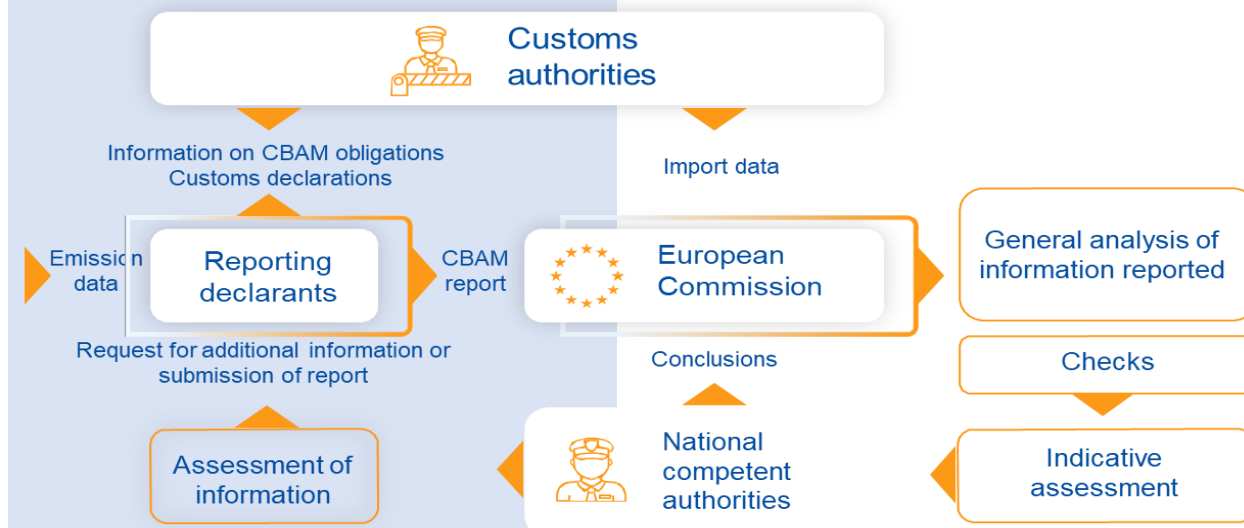 Customs
authorities
Information on CBAM obligations
Customs declarations
Import data
Emission
data
Reporting
declarants
CBAM
report
European
Commission
General analysis of
information reported
Request for additional information or
submission of report
Conclusions
Checks
Assessment of
information
National
competent
authorities
Indicative
assessment